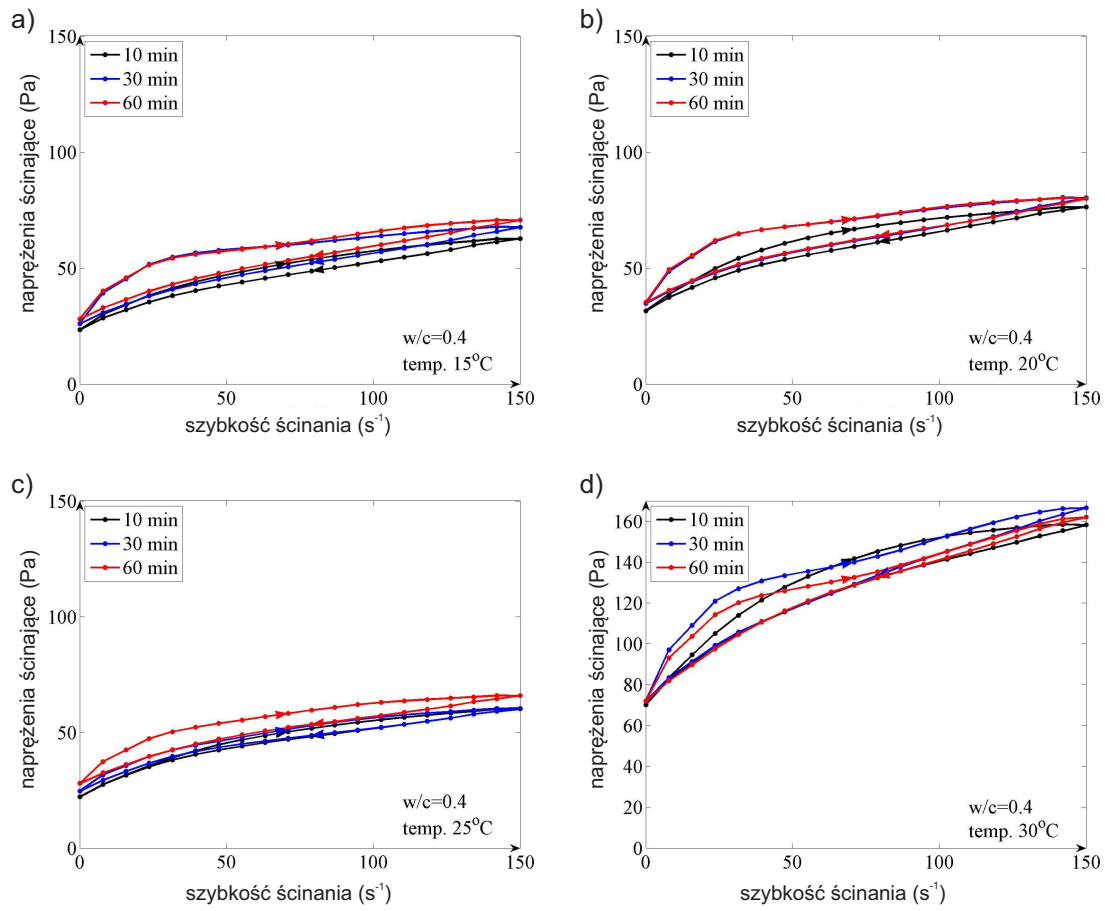 a)
150
100
50
0
naprężenia ścinające (Pa)
10 min
30 min
60 min
w/c=0.4
temp. 15°C
0
50
100
150
szybkość ścinania (s⁻¹)
b)
150
100
50
0
naprężenia ścinające (Pa)
10 min
30 min
60 min
w/c=0.4
temp. 20°C
0
50
100
150
szybkość ścinania (s⁻¹)
c)
150
100
50
0
naprężenia ścinające (Pa)
10 min
30 min
60 min
w/c=0.4
temp. 25°C
0
50
100
150
szybkość ścinania (s⁻¹)
d)
160
140
120
100
80
60
40
20
0
naprężenia ścinające (Pa)
10 min
30 min
60 min
w/c=0.4
temp. 30°C
0
50
100
150
szybkość ścinania (s⁻¹)